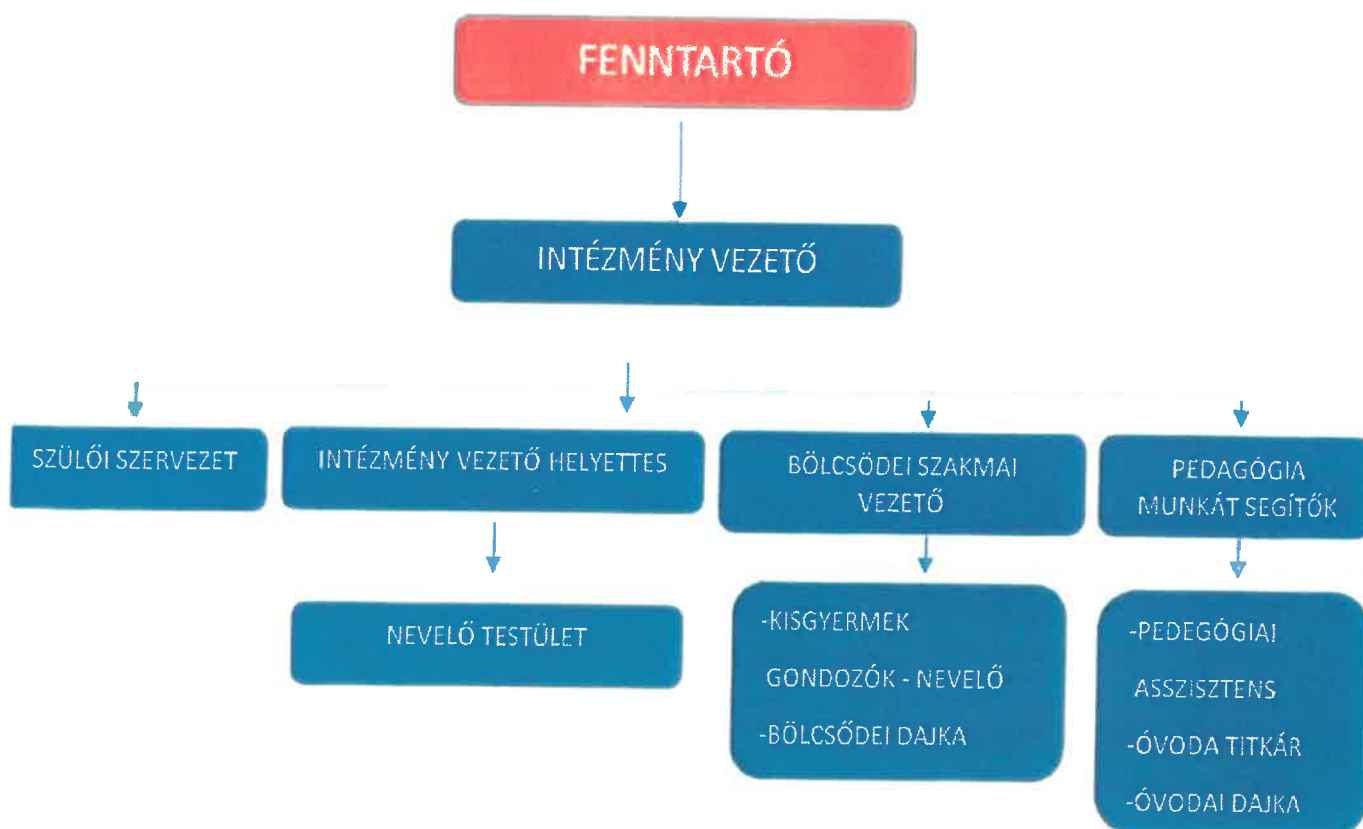 FENNTARTÓ
INTÉZMÉNY VEZETŐ
SZÜLŐI SZERVEZET
INTÉZMÉNY VEZETŐ HELYETTES
BÖLCSÖDEI SZAKMAI
VEZETŐ
PEDAGÓGIA
MUNKÁT SEGÍTŐK
NEVELŐ TESTÜLET
-KISGYERMEK
GONDOZÓK - NEVELŐ
-BÖLCSŐDEI DAJKA
-PEDEGÓGIAI
ASSZISZTENS
-ÓVODA TITKÁR
-ÓVODAI DAJKA